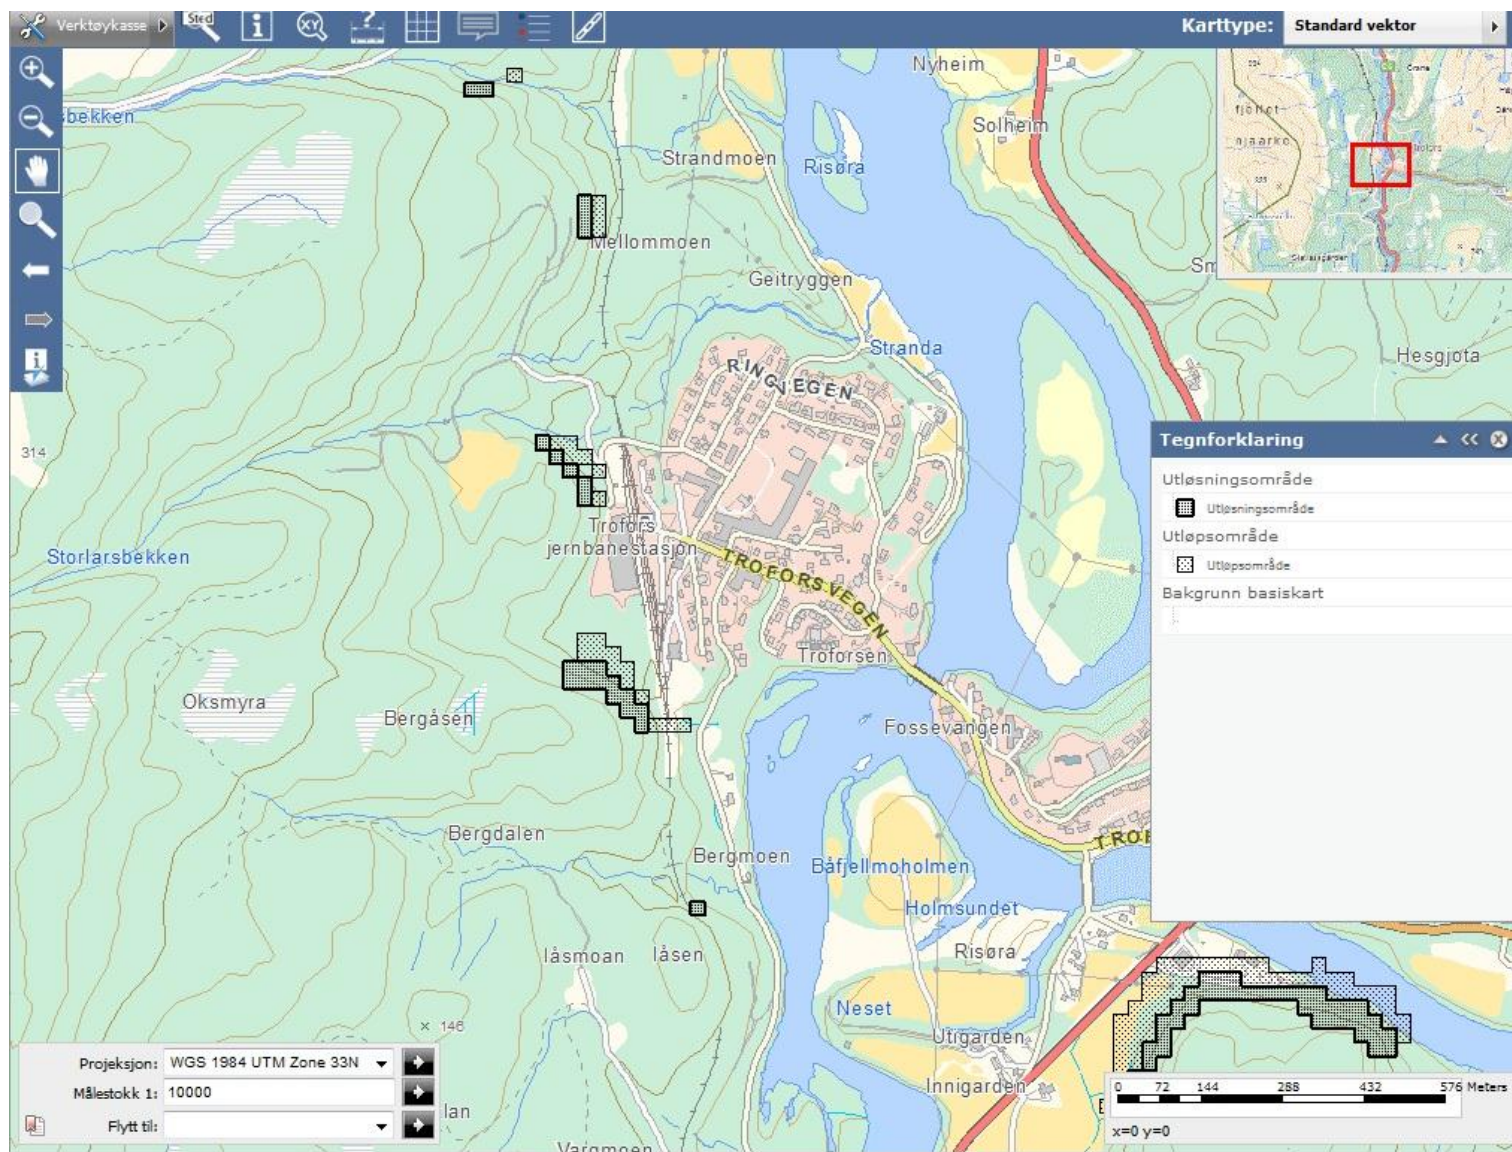 Verktøykasse
Sted
XY
?
Karttype:
Standard vektor
Nyheim
Solheim
Strandmoen
Risøra
bekken
Mellommoen
Geitryggen
Stranda
RINGVEGEN
Hesgjota
Sm
314
Trofors
jernbanestasjon
TROFORSVEGEN
Storlarsbekken
Troforsen
Oksmyra
Bergåsen
Fossevangen
Bergdalen
Bergmoen
Båfjellmoholmen
TROF
Holmsundet
Risøra
låsmoan
låsen
Neset
146
Utigarden
Innigarden
lan
Vargmoen
Tegnforklaring
Utløsningsområde
Utløsningsområde
Utløpsområde
Utløpsområde
Bakgrunn basiskart
Projeksjon: WGS 1984 UTM Zone 33N
Målestokk 1: 10000
Flytt til:
0 72 144 288 432 576 Meters
x=0 y=0